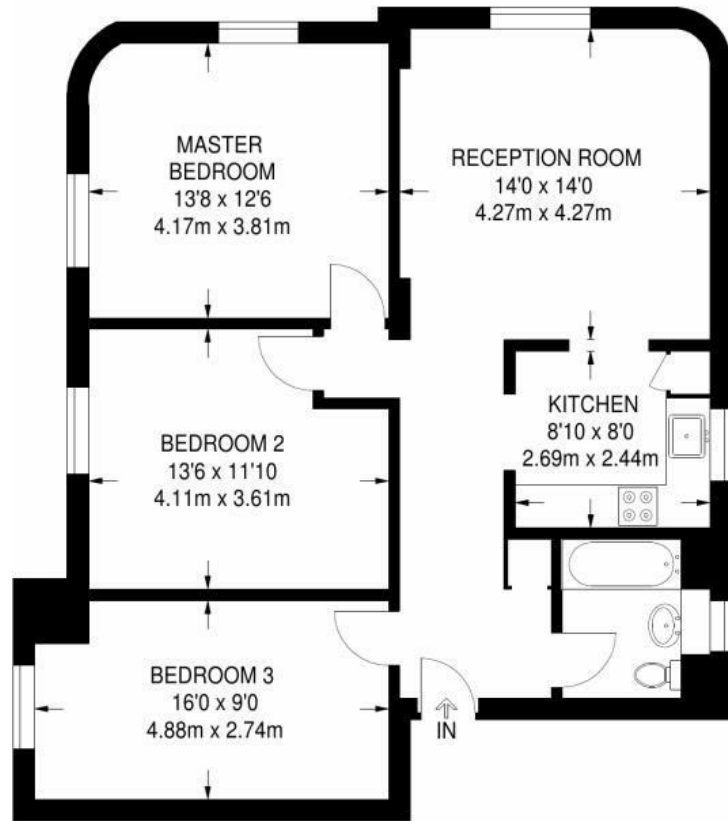 MASTER
BEDROOM
13'8 x 12'6
4.17m x 3.81m
RECEPTION ROOM
14'0 x 14'0
4.27m x 4.27m
KITCHEN
8'10 x 8'0
2.69m x 2.44m
BEDROOM 2
13'6 x 11'10
4.11m x 3.61m
BEDROOM 3
16'0 x 9'0
4.88m x 2.74m
IN